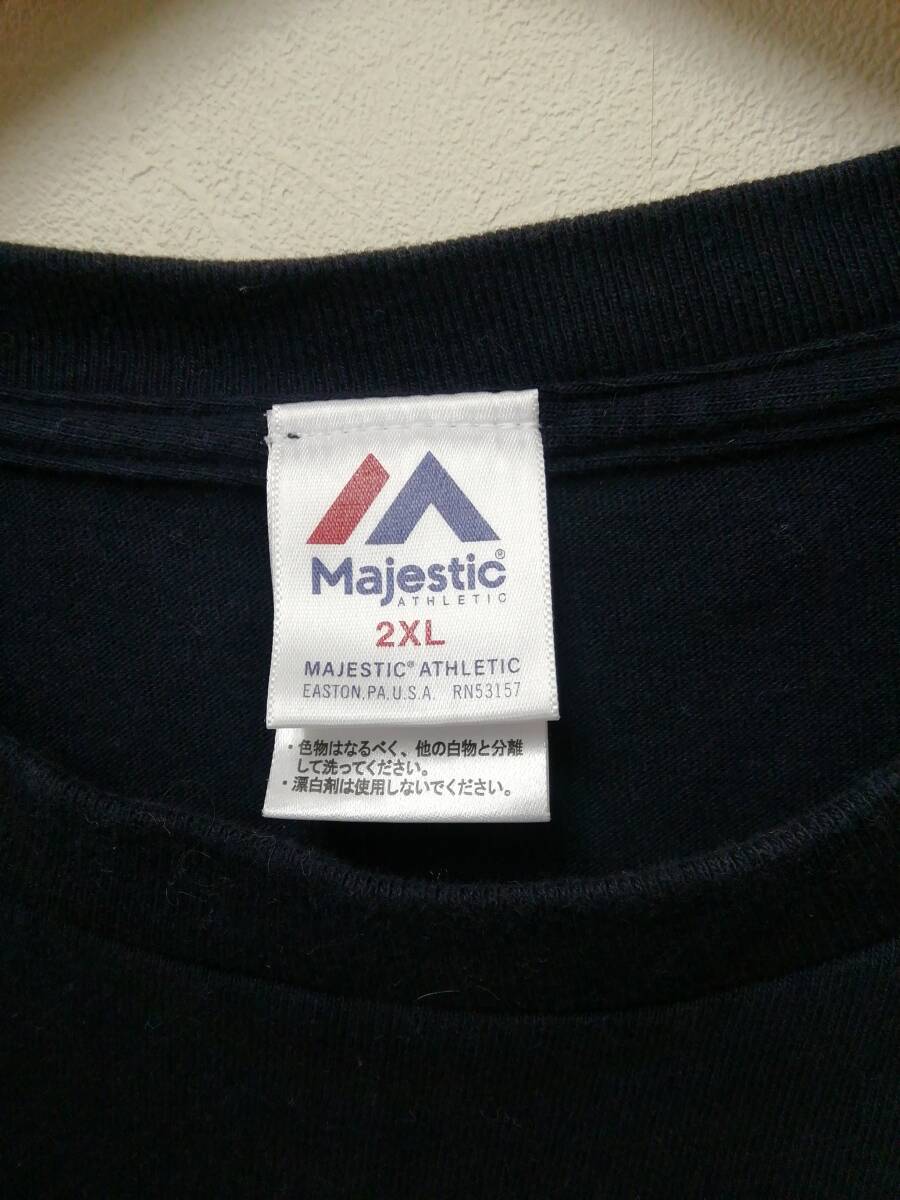 Majestic®
ATHLETIC
2XL
MAJESTIC® ATHLETIC
EASTON,PA,U.S.A. RN53157
・色物はなるべく、他の白物と分離
して洗ってください。
・漂白剤は使用しないでください。